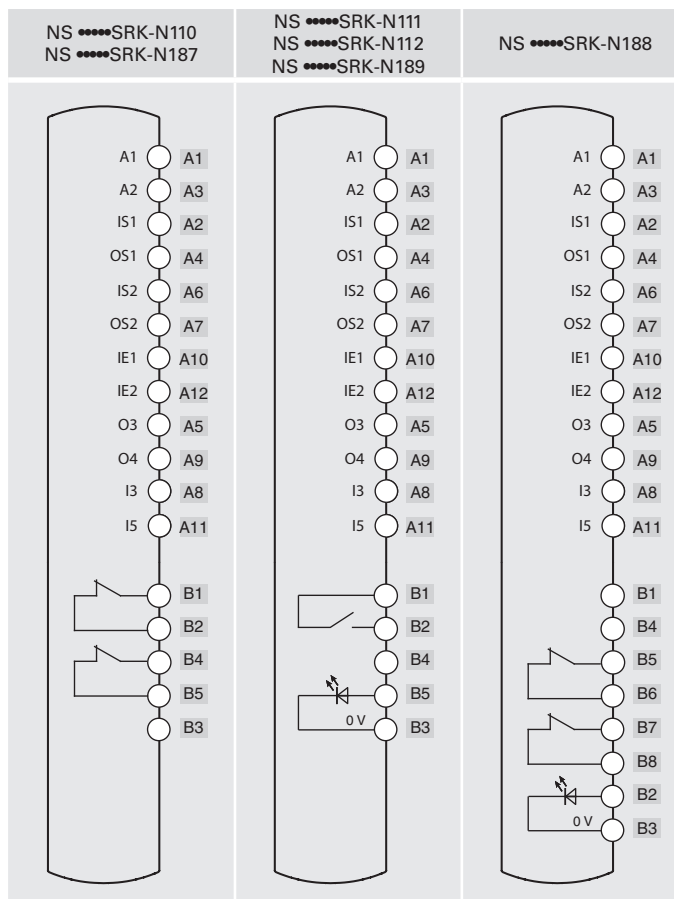 NS •••••SRK-N110
NS •••••SRK-N187
NS •••••SRK-N111
NS •••••SRK-N112
NS •••••SRK-N189
NS •••••SRK-N188
A1 A1
A2 A3
IS1 A2
OS1 A4
IS2 A6
OS2 A7
IE1 A10
IE2 A12
O3 A5
O4 A9
I3 A8
I5 A11
B1
B2
B4
B5
B3
A1 A1
A2 A3
IS1 A2
OS1 A4
IS2 A6
OS2 A7
IE1 A10
IE2 A12
O3 A5
O4 A9
I3 A8
I5 A11
B1
B2
B4
B5
0 V B3
A1 A1
A2 A3
IS1 A2
OS1 A4
IS2 A6
OS2 A7
IE1 A10
IE2 A12
O3 A5
O4 A9
I3 A8
I5 A11
B1
B4
B5
B6
B7
B8
B2
0 V B3